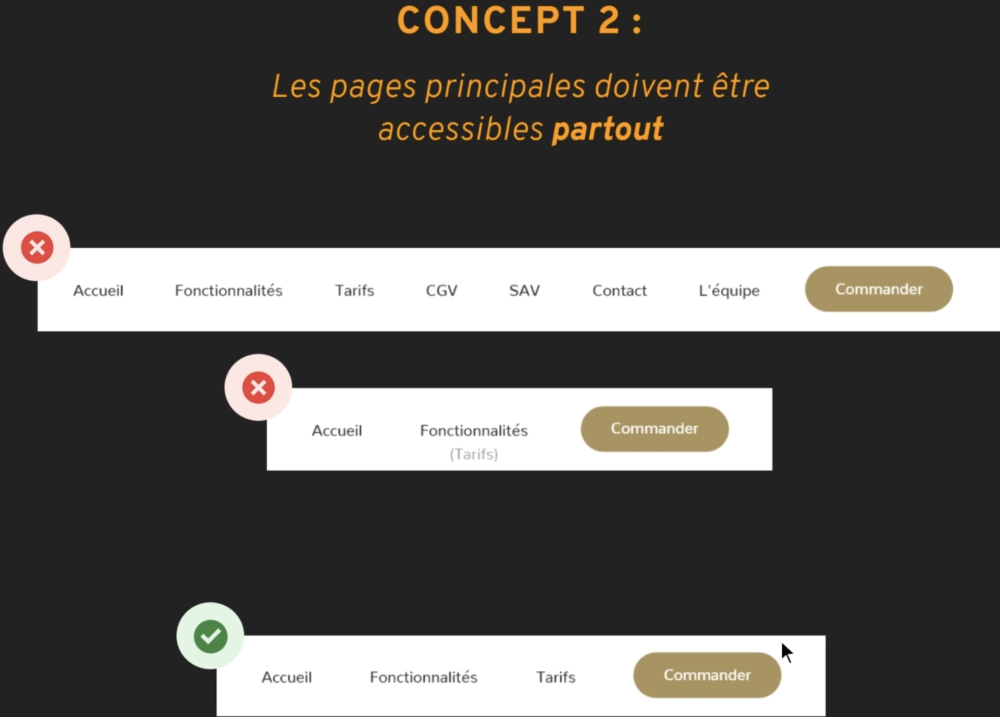 CONCEPT 2 :
Les pages principales doivent être
accessibles partout
Accueil Fonctionnalités Tarifs CGV SAV Contact L'équipe Commander
Accueil Fonctionnalités Commander
(Tarifs)
Accueil Fonctionnalités Tarifs Commander